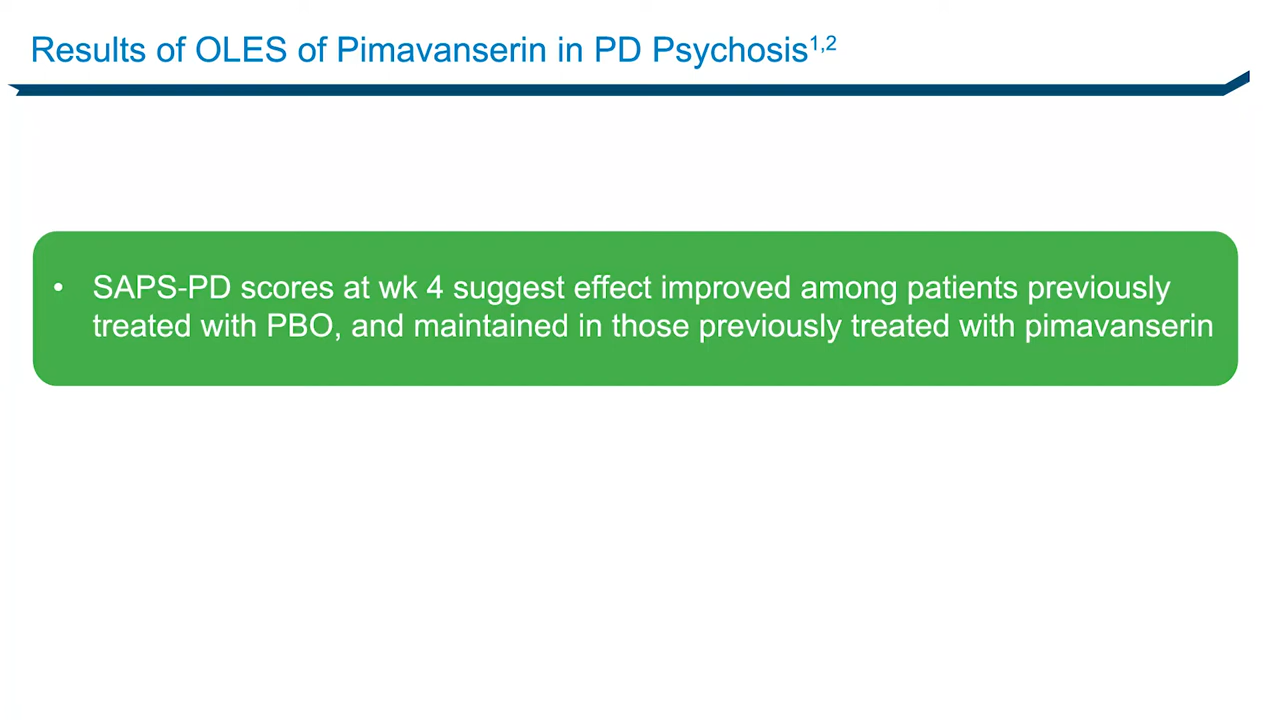 Results of OLES of Pimavanserin in PD Psychosis1,2
• SAPS-PD scores at wk 4 suggest effect improved among patients previously
treated with PBO, and maintained in those previously treated with pimavanserin